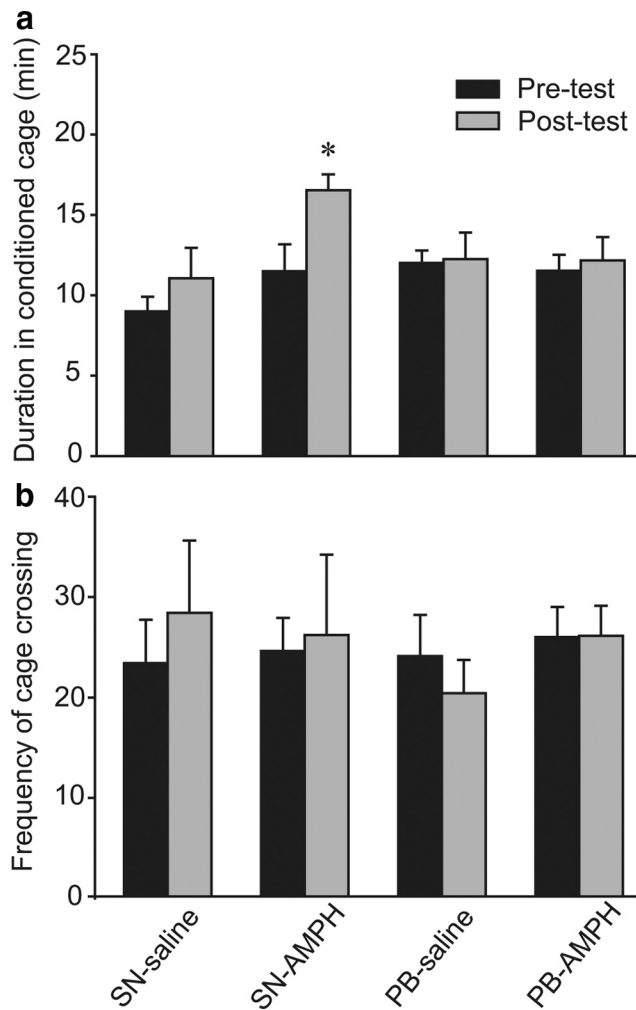 a
Duration in conditioned cage (min)
25
20
15
10
5
0
Pre-test
Post-test
*
b
Frequency of cage crossing
40
30
20
10
0
SN-saline
SN-AMPH
PB-saline
PB-AMPH